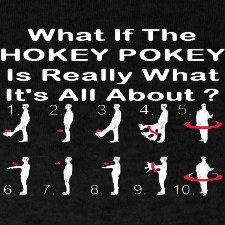 What If The
HOKEY POKEY
Is Really What
It's All About ?
1. 2. 3. 4. 5.
6 7. 8. 9. 10